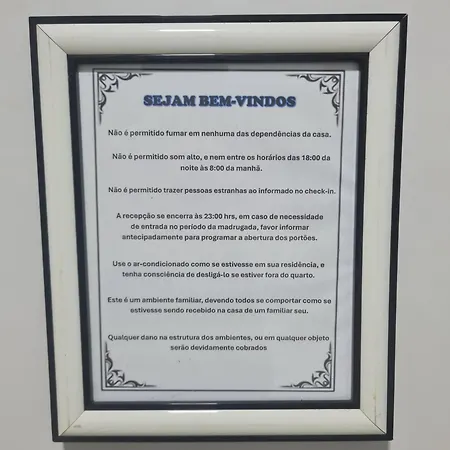 SEJAM BEM-VINDOS
Não é permitido fumar em nenhuma das dependências da casa.
Não é permitido som alto, e nem entre os horários das 18:00 da
noite às 8:00 da manhã.
Não é permitido trazer pessoas estranhas ao informado no check-in.
A recepção se encerra às 23:00 hrs, em caso de necessidade
de entrada no período da madrugada, favor informar
antecipadamente para programar a abertura dos portões.
Use o ar-condicionado como se estivesse em sua residência, e
tenha consciência de desligá-lo se estiver fora do quarto.
Este é um ambiente familiar, devendo todos se comportar como se
estivesse sendo recebido na casa de um familiar seu.
Qualquer dano na estrutura dos ambientes, ou em qualquer objeto
serão devidamente cobrados